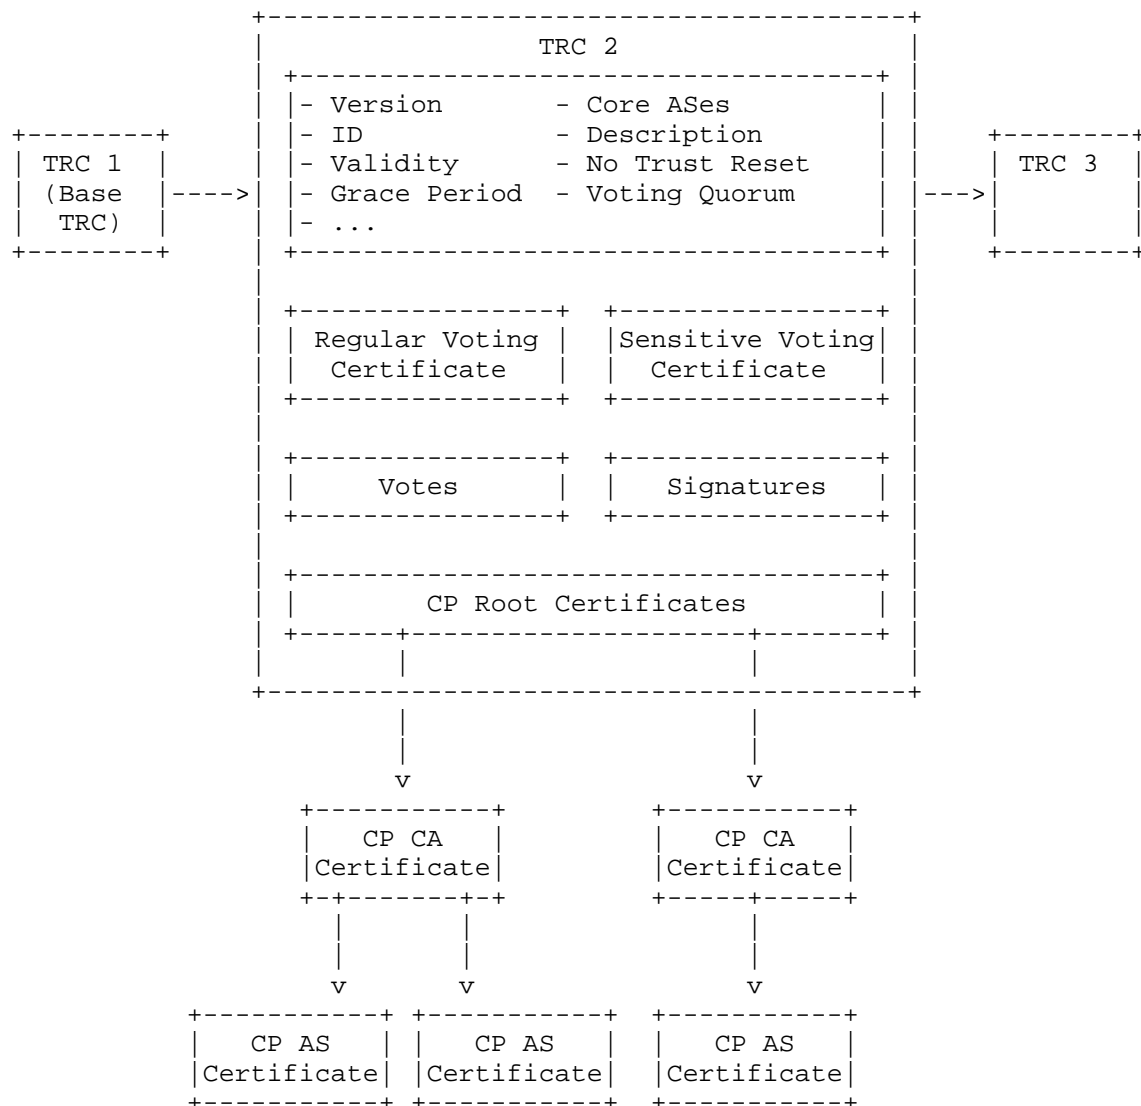 TRC 2
- Version - Core ASes
- ID - Description
- Validity - No Trust Reset
- Grace Period - Voting Quorum
- ...
TRC 1
(Base
TRC)
TRC 3
Regular Voting
Certificate
Sensitive Voting
Certificate
Votes
Signatures
CP Root Certificates
CP CA
Certificate
CP CA
Certificate
CP AS
Certificate
CP AS
Certificate
CP AS
Certificate